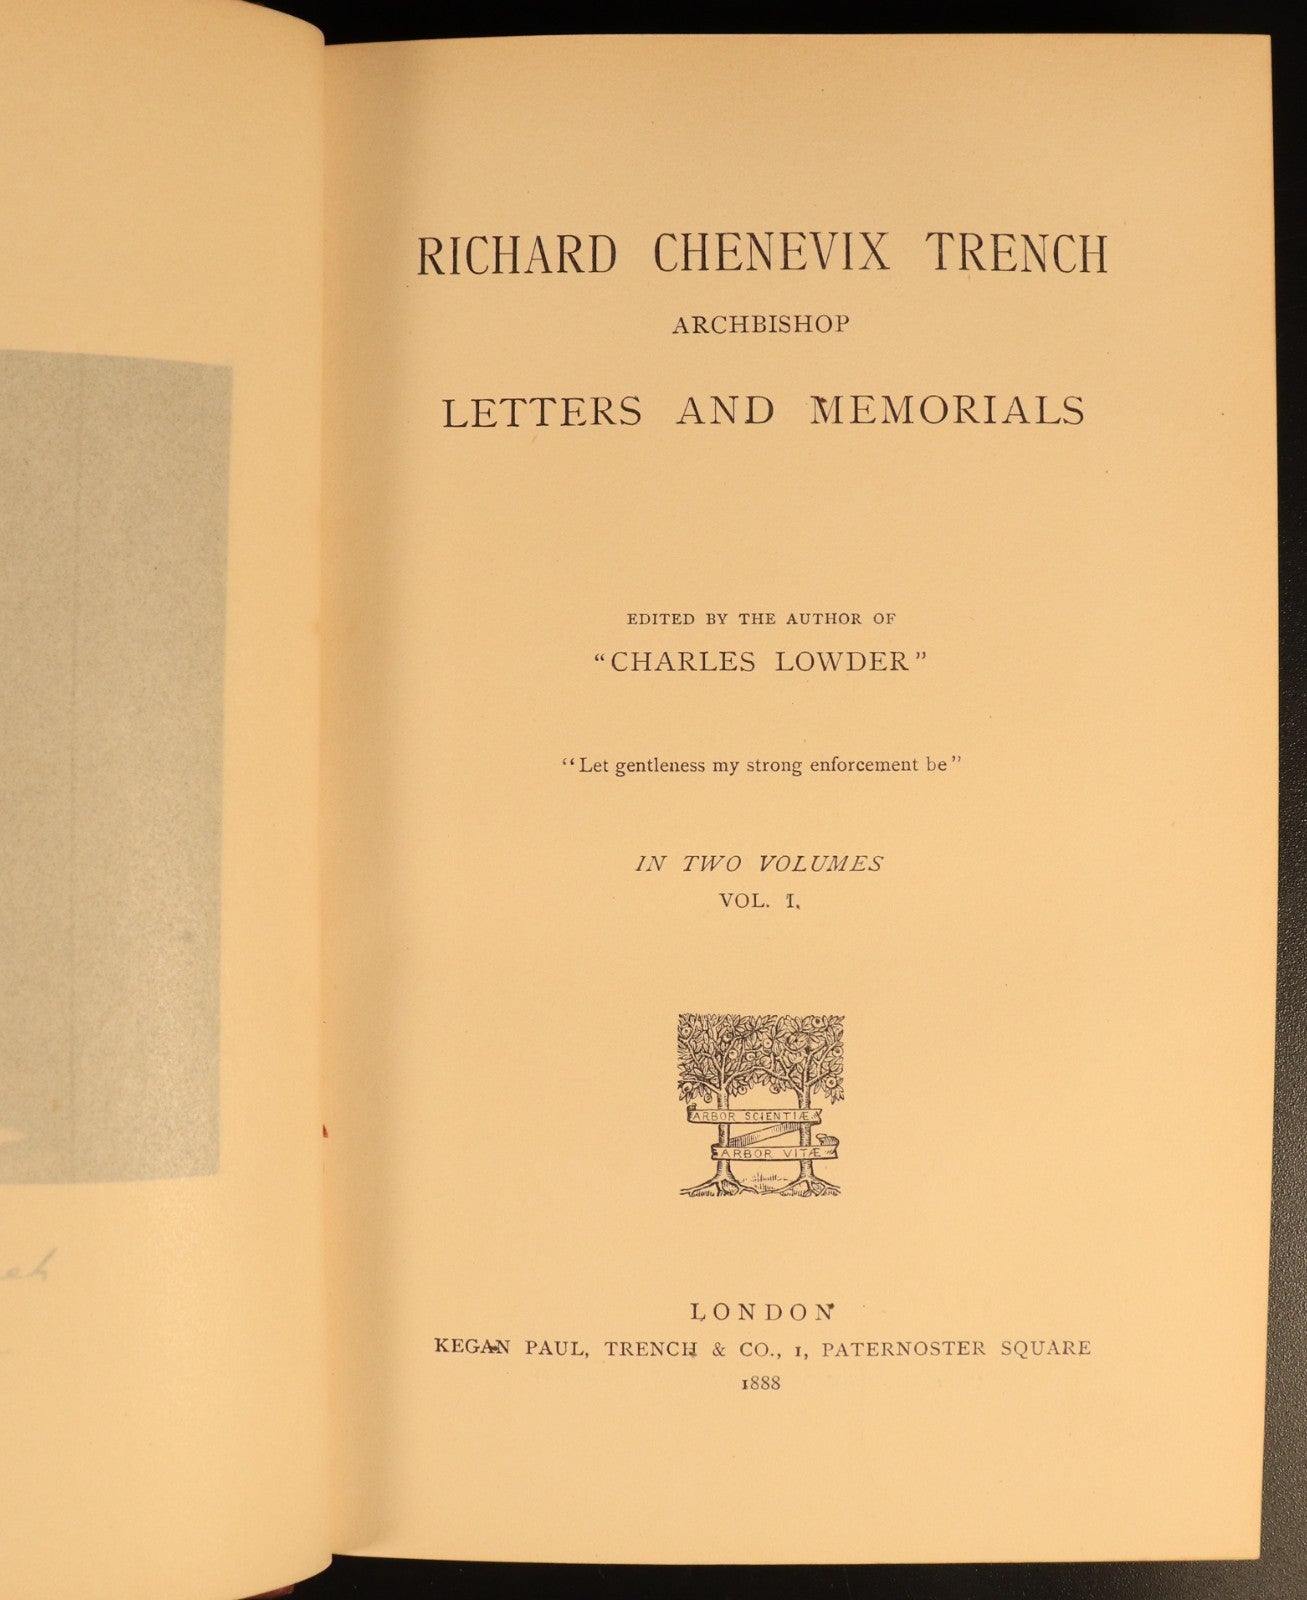 RICHARD CHENEVIX TRENCH
ARCHBISHOP
LETTERS AND MEMORIALS
EDITED BY THE AUTHOR OF
“CHARLES LOWDER”
“Let gentleness my strong enforcement be”
IN TWO VOLUMES
VOL. I.
ARBOR SCIENTIÆ
ARBOR VITÆ
LONDON
KEGAN PAUL, TRENCH & CO., 1, PATERNOSTER SQUARE
1888